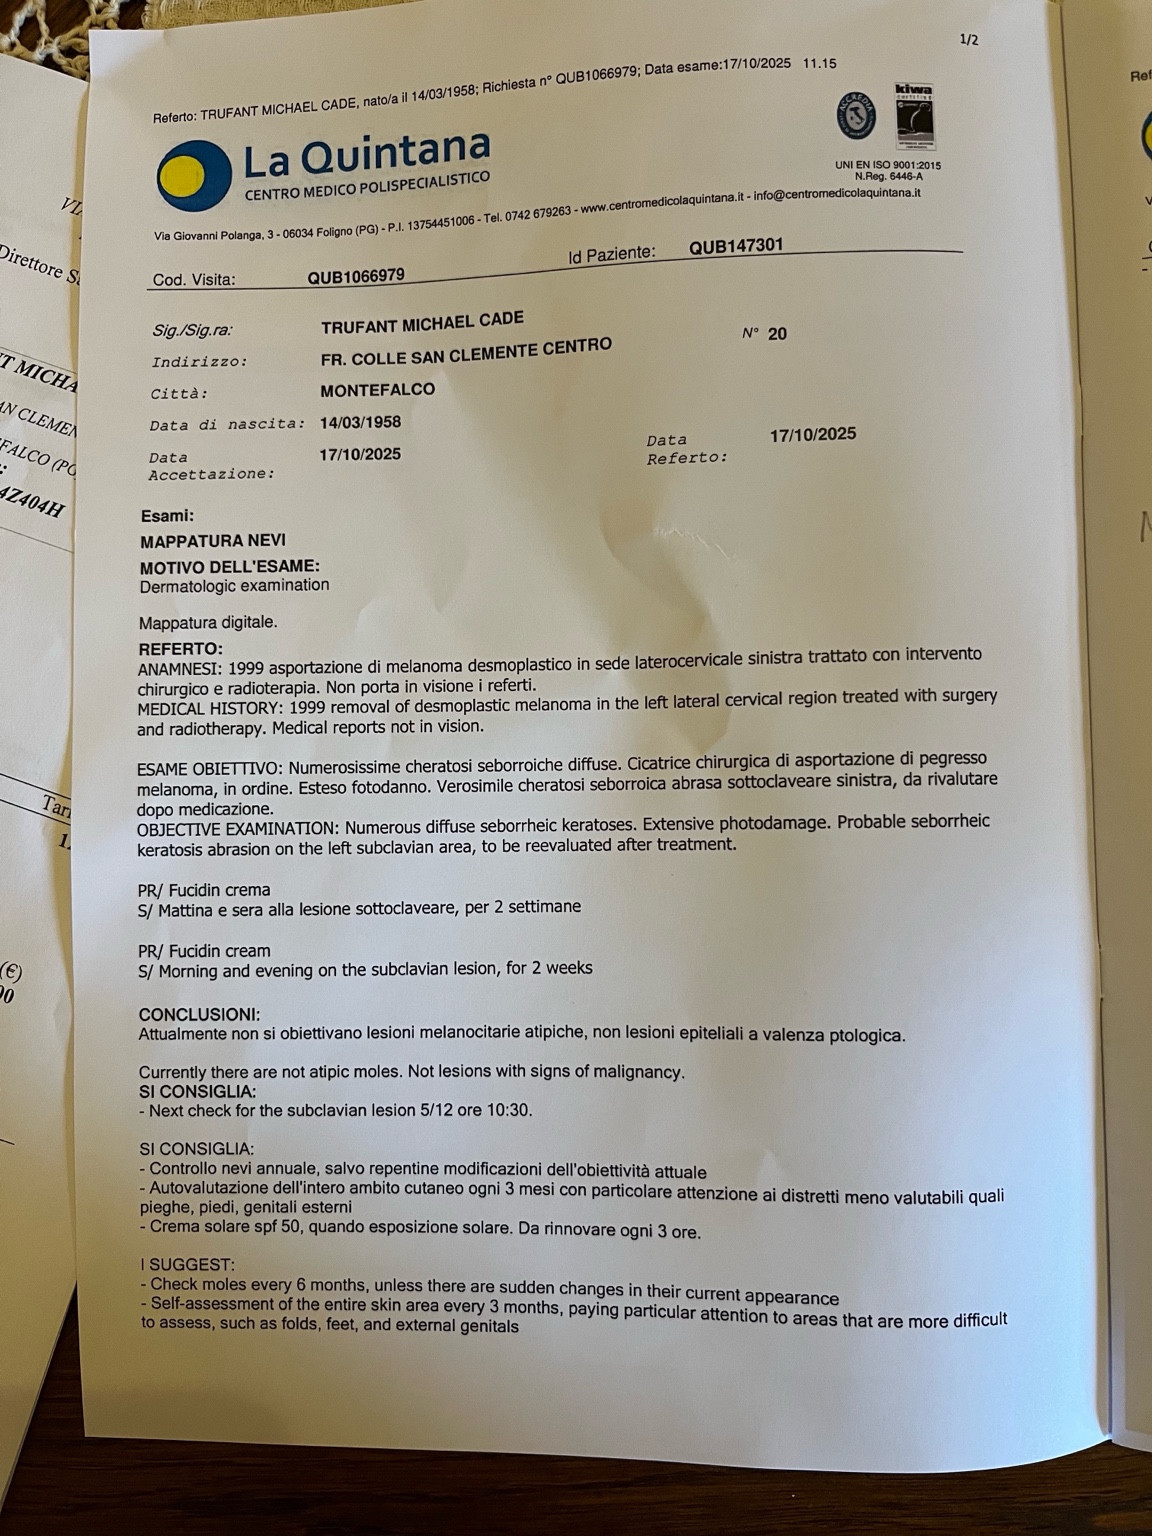 1/2
Referto: TRUFANT MICHAEL CADE, nato/a il 14/03/1958; Richiesta n° QUB1066979; Data esame:17/10/2025 11.15
La Quintana
CENTRO MEDICO POLISPECIALISTICO
ACCREDIA
kiwa
UNI EN ISO 9001:2015
N.Reg. 6446-A
Via Giovanni Polanga, 3 - 06034 Foligno (PG) - P.I. 13754451006 - Tel. 0742 679263 - www.centromedicolaquintana.it - info@centromedicolaquintana.it
Cod. Visita: QUB1066979 Id Paziente: QUB147301
Sig./Sig.ra: TRUFANT MICHAEL CADE
Indirizzo: FR. COLLE SAN CLEMENTE CENTRO N° 20
Città: MONTEFALCO
Data di nascita: 14/03/1958
Data Accettazione: 17/10/2025 Data Referto: 17/10/2025
Esami:
MAPPATURA NEVI
MOTIVO DELL'ESAME:
Dermatologic examination
Mappatura digitale.
REFERTO:
ANAMNESI: 1999 asportazione di melanoma desmoplastico in sede laterocervicale sinistra trattato con intervento
chirurgico e radioterapia. Non porta in visione i referti.
MEDICAL HISTORY: 1999 removal of desmoplastic melanoma in the left lateral cervical region treated with surgery
and radiotherapy. Medical reports not in vision.
ESAME OBIETTIVO: Numerosissime cheratosi seborroiche diffuse. Cicatrice chirurgica di asportazione di pegresso
melanoma, in ordine. Esteso fotodanno. Verosimile cheratosi seborroica abrasa sottoclaveare sinistra, da rivalutare
dopo medicazione.
OBJECTIVE EXAMINATION: Numerous diffuse seborrheic keratoses. Extensive photodamage. Probable seborrheic
keratosis abrasion on the left subclavian area, to be reevaluated after treatment.
PR/ Fucidin crema
S/ Mattina e sera alla lesione sottoclaveare, per 2 settimane
PR/ Fucidin cream
S/ Morning and evening on the subclavian lesion, for 2 weeks
CONCLUSIONI:
Attualmente non si obiettivano lesioni melanocitarie atipiche, non lesioni epiteliali a valenza ptologica.
Currently there are not atipic moles. Not lesions with signs of malignancy.
SI CONSIGLIA:
- Next check for the subclavian lesion 5/12 ore 10:30.
SI CONSIGLIA:
- Controllo nevi annuale, salvo repentine modificazioni dell'obiettività attuale
- Autovalutazione dell'intero ambito cutaneo ogni 3 mesi con particolare attenzione ai distretti meno valutabili quali
pieghe, piedi, genitali esterni
- Crema solare spf 50, quando esposizione solare. Da rinnovare ogni 3 ore.
I SUGGEST:
- Check moles every 6 months, unless there are sudden changes in their current appearance
- Self-assessment of the entire skin area every 3 months, paying particular attention to areas that are more difficult
to assess, such as folds, feet, and external genitals